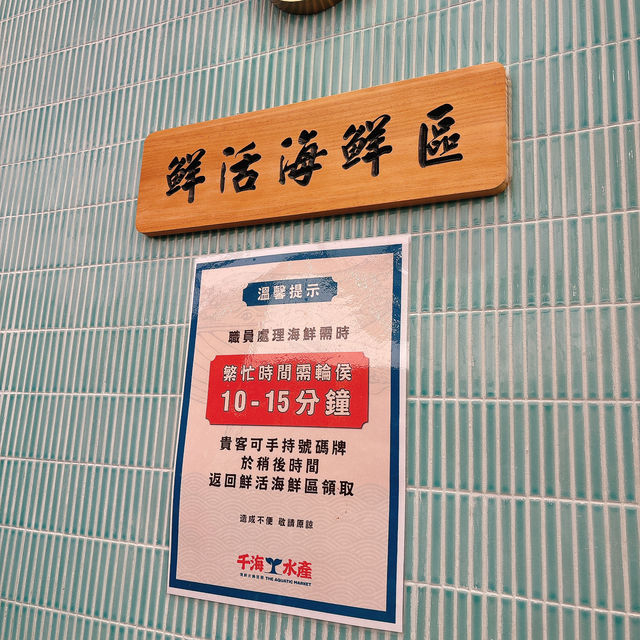 鮮活海鮮區
溫馨提示
職員處理海鮮需時
繁忙時間需輪侯
10-15分鐘
貴客可手持號碼牌
於稍後時間
返回鮮活海鮮區領取
造成不便 敬請原諒
千海 水產
THE AQUATIC MARKET